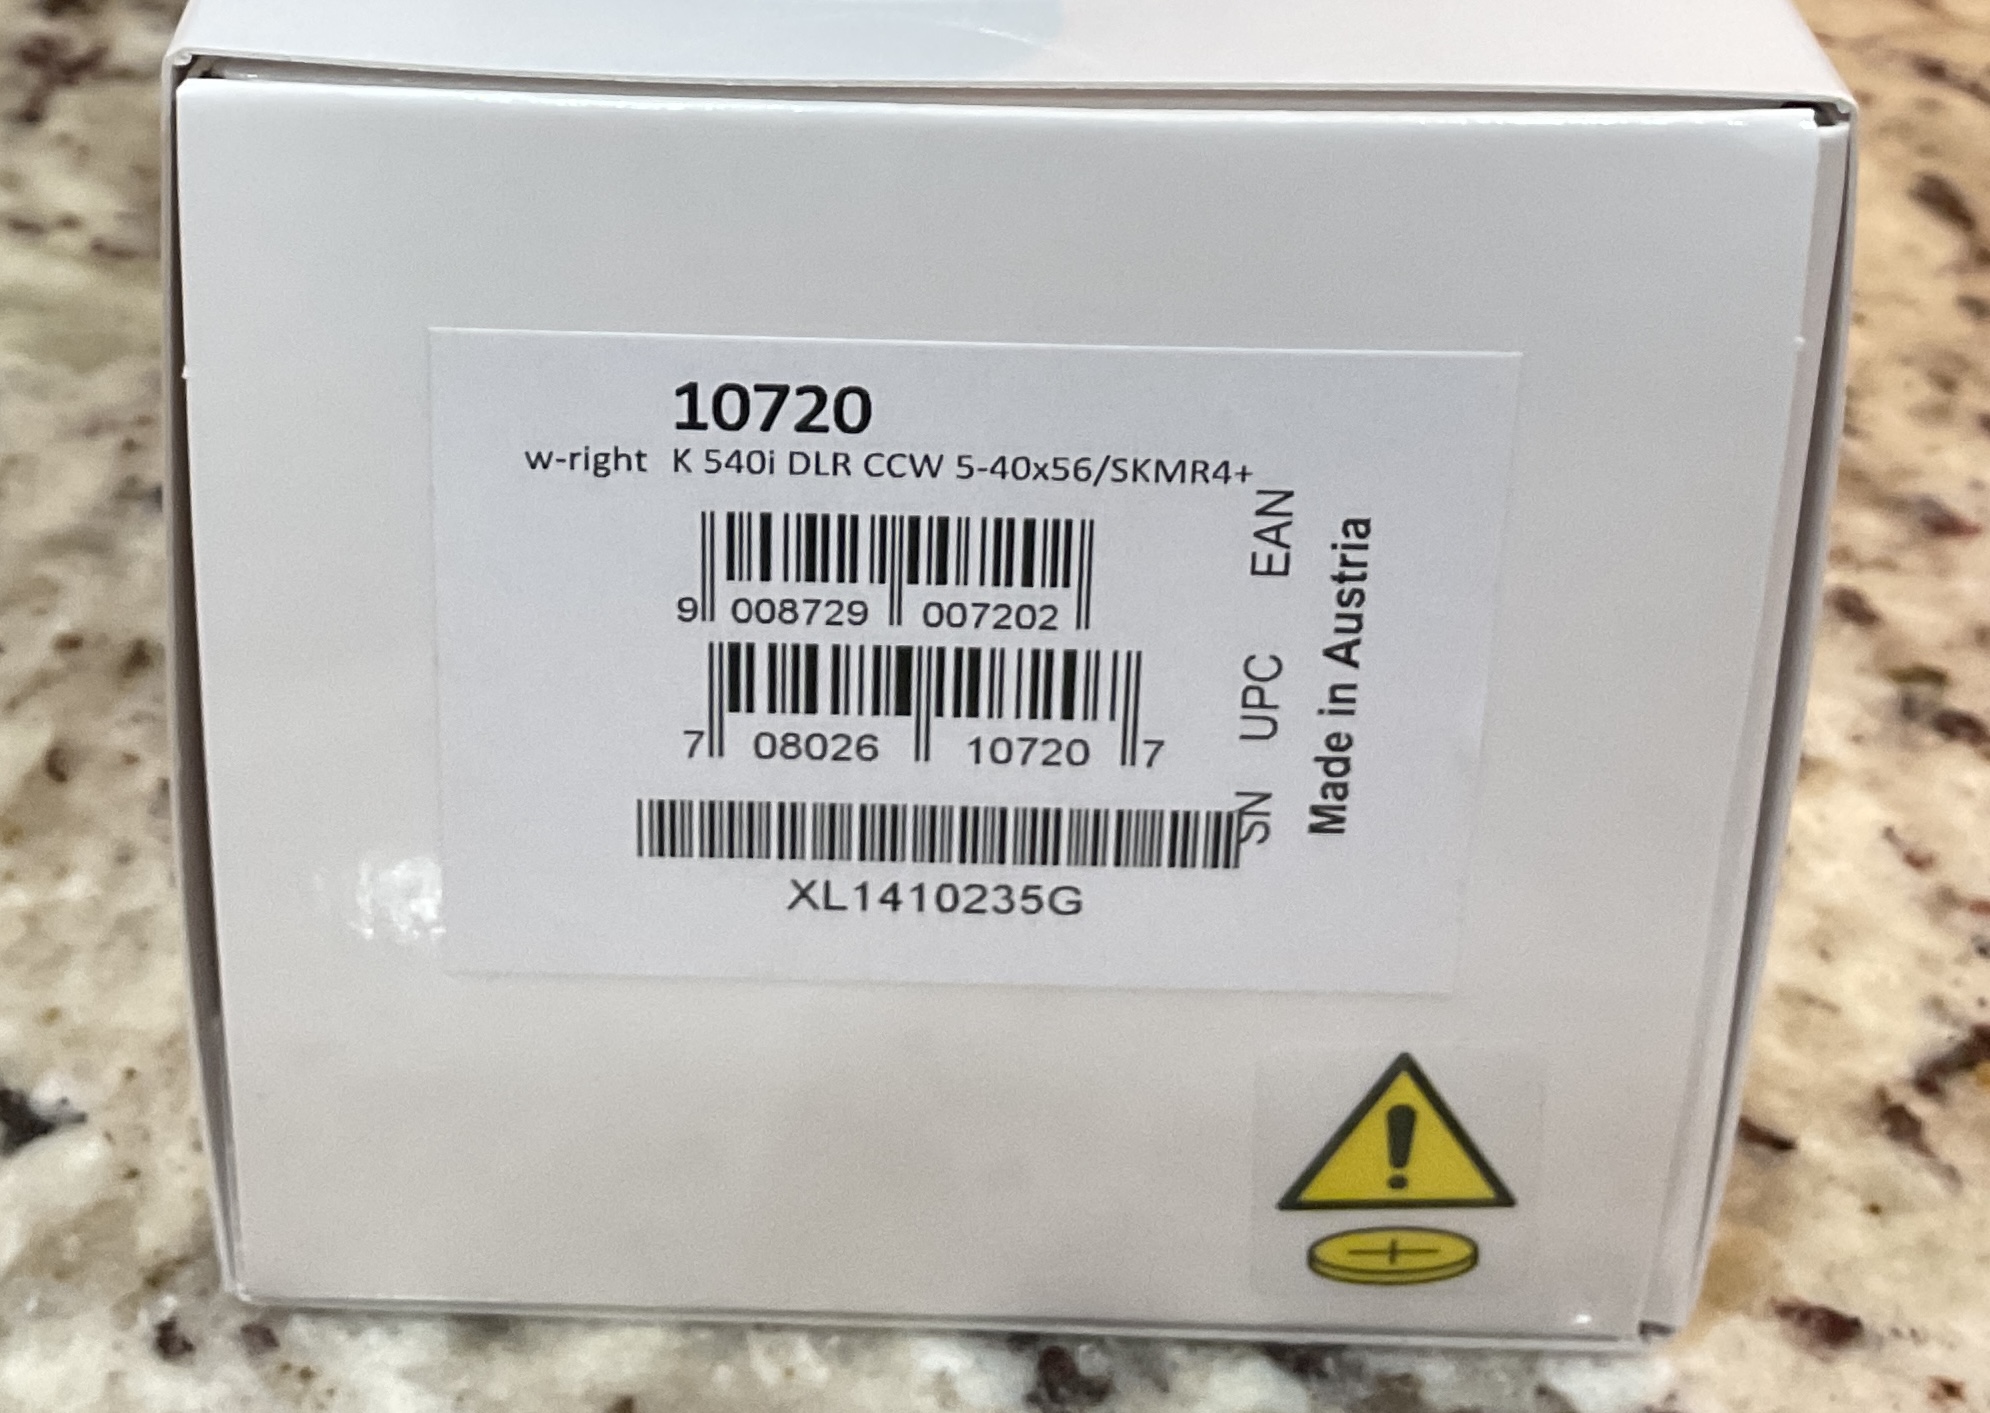 10720
w-right K 540i DLR CCW 5-40x56/SKMR4+
9 008729 007202
EAN
7 08026 10720 7
UPC
XL1410235G
SN
Made in Austria